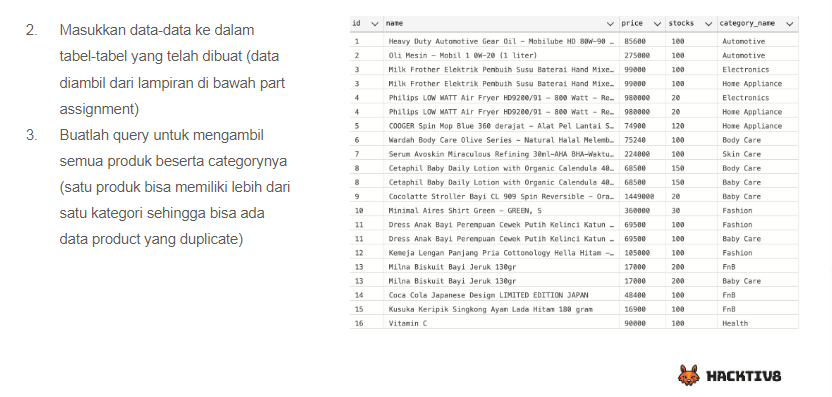 2. Masukkan data-data ke dalam
tabel-tabel yang telah dibuat (data
diambil dari lampiran di bawah part
assignment)
3. Buatlah query untuk mengambil
semua produk beserta categorynya
(satu produk bisa memiliki lebih dari
satu kategori sehingga bisa ada
data product yang duplicate)
id name price stocks category_name
1 Heavy Duty Automotive Gear Oil - Mobilube HD 80W-90 … 85600 100 Automotive
2 Oli Mesin - Mobil 1 0W-20 (1 liter) 275000 100 Automotive
3 Milk Frother Elektrik Pembuih Susu Baterai Hand Mixe… 99000 100 Electronics
3 Milk Frother Elektrik Pembuih Susu Baterai Hand Mixe… 99000 100 Home Appliance
4 Philips LOW WATT Air Fryer HD9200/91 - 800 Watt - Re… 980000 20 Electronics
4 Philips LOW WATT Air Fryer HD9200/91 - 800 Watt - Re… 980000 20 Home Appliance
5 COOGER Spin Mop Blue 360 derajat - Alat Pel Lantai S… 74900 120 Home Appliance
6 Wardah Body Care Olive Series - Natural Halal Melemb… 75240 100 Body Care
7 Serum Avoskin Miraculous Refining 30ml-AHA BHA-Waktu… 224000 100 Skin Care
8 Cetaphil Baby Daily Lotion with Organic Calendula 40… 68500 150 Body Care
8 Cetaphil Baby Daily Lotion with Organic Calendula 40… 68500 150 Baby Care
9 Cocolatte Stroller Bayi CL 909 Spin Reversible - Ora… 1449000 20 Baby Care
10 Minimal Aires Shirt Green - GREEN, S 360000 30 Fashion
11 Dress Anak Bayi Perempuan Cewek Putih Kelinci Katun … 69500 100 Fashion
11 Dress Anak Bayi Perempuan Cewek Putih Kelinci Katun … 69500 100 Baby Care
12 Kemeja Lengan Panjang Pria Cottonology Hella Hitam -… 105000 100 Fashion
13 Milna Biskuit Bayi Jeruk 130gr 17000 200 FnB
13 Milna Biskuit Bayi Jeruk 130gr 17000 200 Baby Care
14 Coca Cola Japanese Design LIMITED EDITION JAPAN 48400 100 FnB
15 Kusuka Keripik Singkong Ayam Lada Hitam 180 gram 16900 100 FnB
16 Vitamin C 90000 100 Health
HACKTIV8